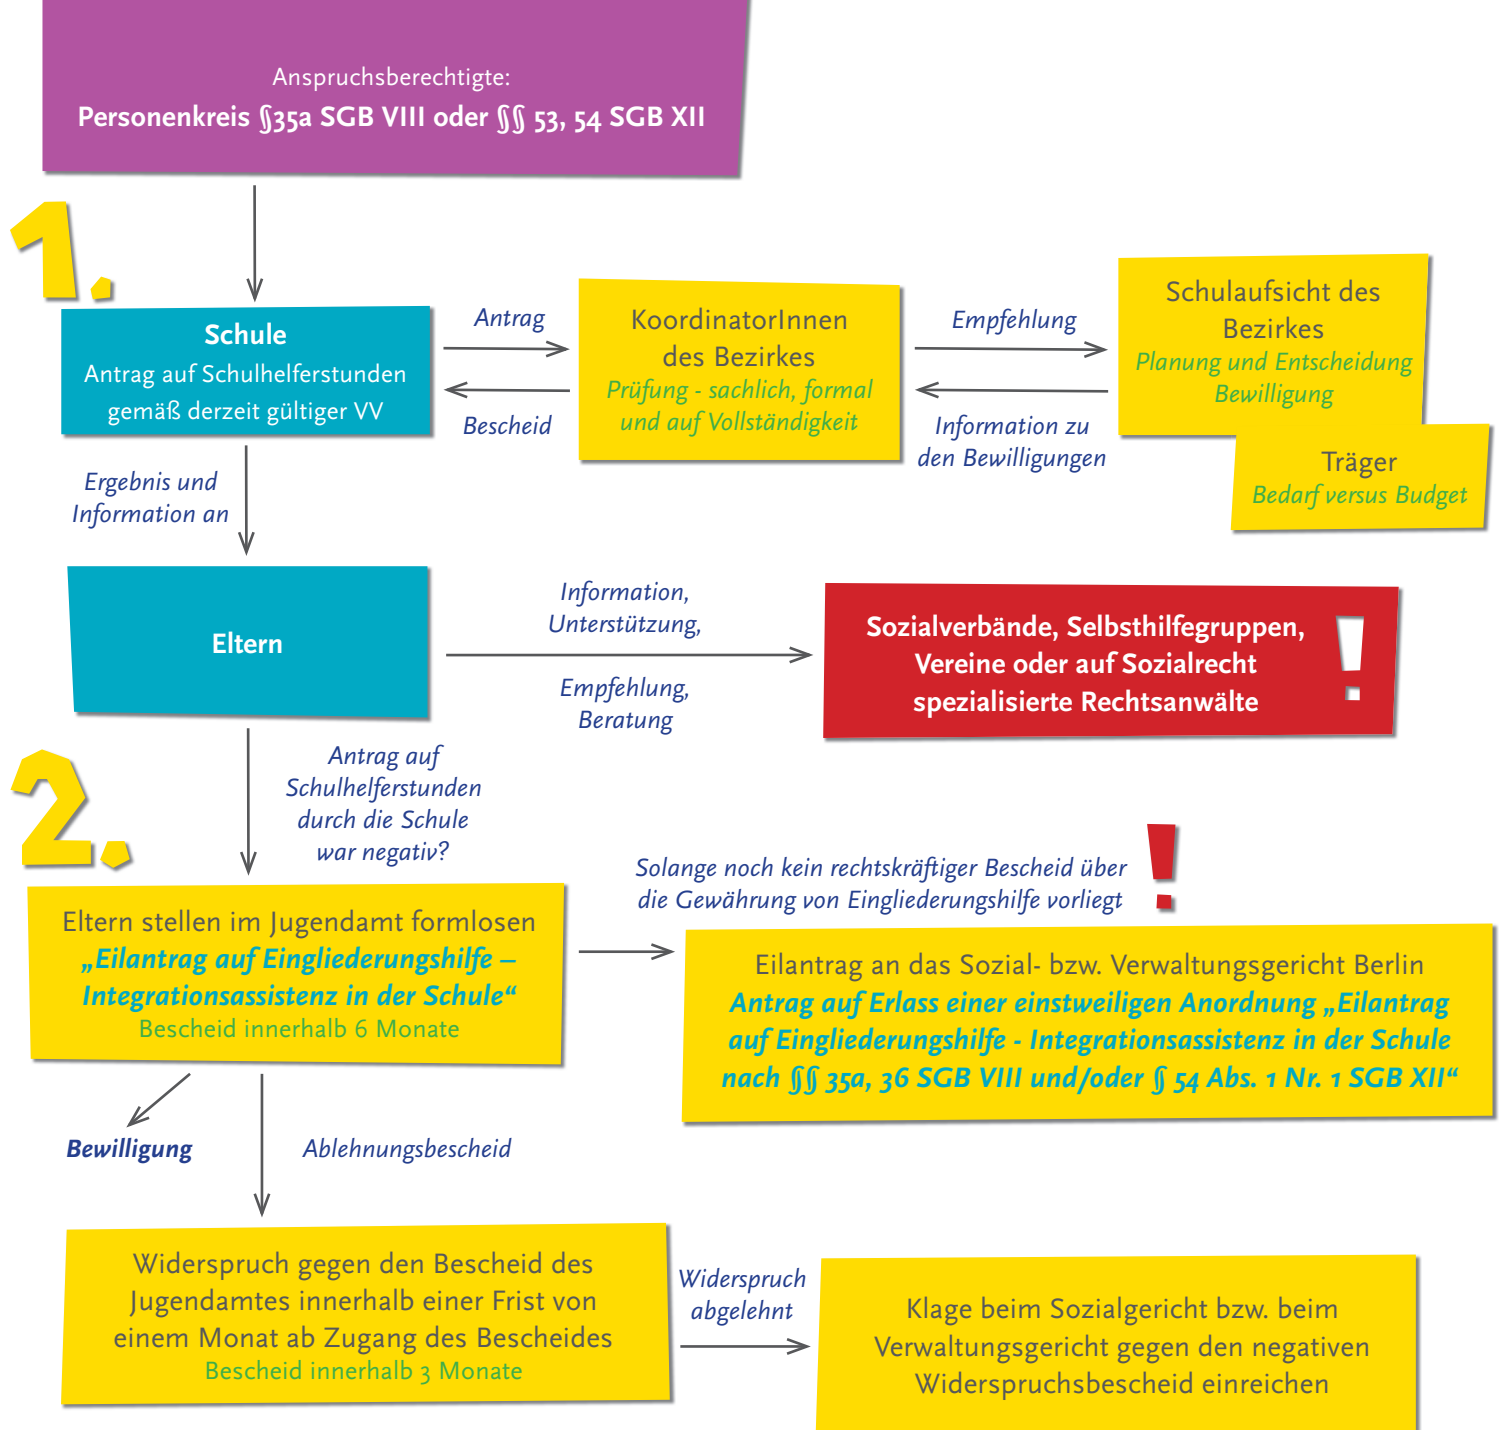 Anspruchsberechtigte:
Personenkreis §35a SGB VIII oder §§ 53, 54 SGB XII
1.
Schule
Antrag auf Schulhelferstunden
gemäß derzeit gültiger VV
Antrag
Bescheid
KoordinatorInnen
des Bezirkes
Prüfung - sachlich, formal
und auf Vollständigkeit
Empfehlung
Information zu
den Bewilligungen
Schulaufsicht des
Bezirkes
Planung und Entscheidung
Bewilligung
Träger
Bedarf versus Budget
Ergebnis und
Information an
Eltern
Information,
Unterstützung,
Empfehlung,
Beratung
Sozialverbände, Selbsthilfegruppen,
Vereine oder auf Sozialrecht
spezialisierte Rechtsanwälte
!
2.
Antrag auf
Schulhelferstunden
durch die Schule
war negativ?
Eltern stellen im Jugendamt formlosen
„Eilantrag auf Eingliederungshilfe –
Integrationsassistenz in der Schule“
Bescheid innerhalb 6 Monate
Solange noch kein rechtskräftiger Bescheid über
die Gewährung von Eingliederungshilfe vorliegt
!
Eilantrag an das Sozial- bzw. Verwaltungsgericht Berlin
Antrag auf Erlass einer einstweiligen Anordnung „Eilantrag
auf Eingliederungshilfe - Integrationsassistenz in der Schule
nach §§ 35a, 36 SGB VIII und/oder § 54 Abs. 1 Nr. 1 SGB XII“
Bewilligung
Ablehnungsbescheid
Widerspruch gegen den Bescheid des
Jugendamtes innerhalb einer Frist von
einem Monat ab Zugang des Bescheides
Bescheid innerhalb 3 Monate
Widerspruch
abgelehnt
Klage beim Sozialgericht bzw. beim
Verwaltungsgericht gegen den negativen
Widerspruchsbescheid einreichen